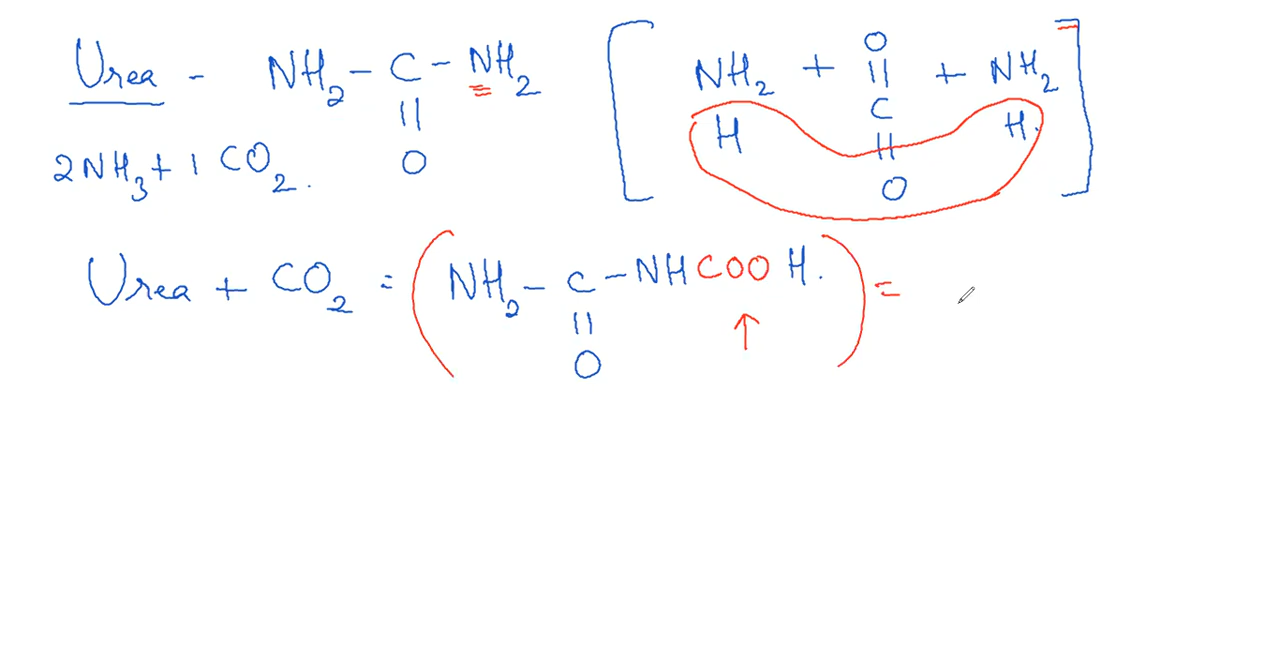 Urea - NH2 - C - NH2 [ NH2 + O = C = O + NH2 ]
|| O
H H.
2NH3 + 1 CO2.
Urea + CO2 = ( NH2 - C - NHCOOH. ) =
|| ↑
O